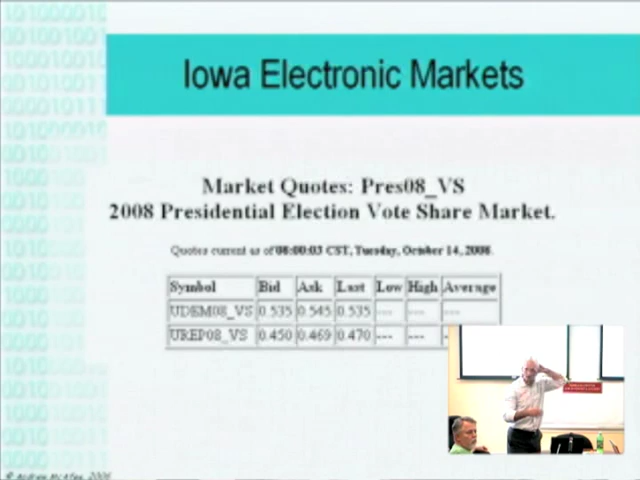 Iowa Electronic Markets
Market Quotes: Pres08_VS
2008 Presidential Election Vote Share Market.
Quotes current as of 08:00:03 CST, Tuesday, October 14, 2008.
Symbol Bid Ask Last Low High Average
UDEM08_VS 0.535 0.545 0.535 --- --- ---
UREP08_VS 0.450 0.469 0.470 --- --- ---